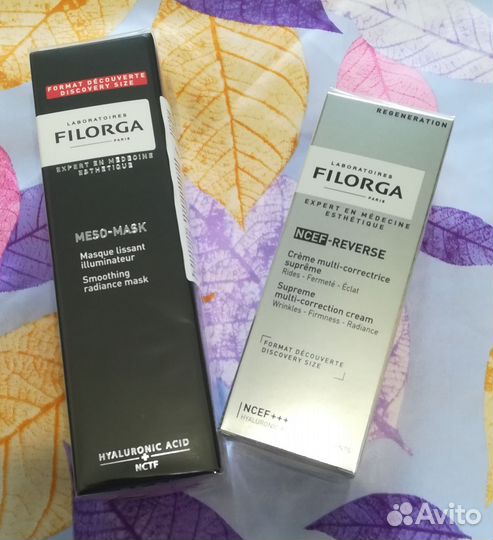 FORMAT DÉCOUVERTE
DISCOVERY SIZE
LABORATOIRES
FILORGA
PARIS
EXPERT EN MÉDECINE
ESTHÉTIQUE
MESO-MASK
Masque lissant
illuminateur
Smoothing
radiance mask
HYALURONIC ACID
+
NCTF
REGENERATION
LABORATOIRES
FILORGA
PARIS
EXPERT EN MÉDECINE
ESTHÉTIQUE
NCEF-REVERSE
Crème multi-correctrice
suprême
Rides - Fermeté - Éclat
Supreme
multi-correction cream
Wrinkles - Firmness - Radiance
FORMAT DÉCOUVERTE
DISCOVERY SIZE
NCEF+++
HYALURONIC
Avito